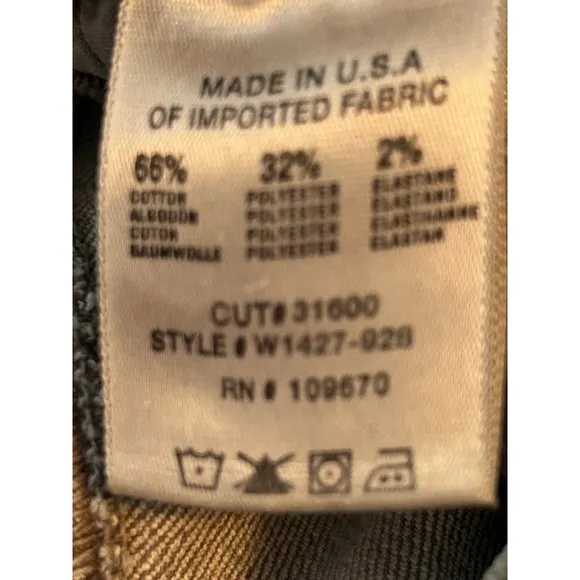 MADE IN U.S.A
OF IMPORTED FABRIC
66% 32% 2%
COTTON POLYESTER ELASTANE
ALGODON POLYESTER ELASTANO
COTON POLYESTER ELASTHANNE
BAUMWOLLE POLYESTER ELASTAN
CUT# 31600
STYLE # W1427-92B
RN # 109670